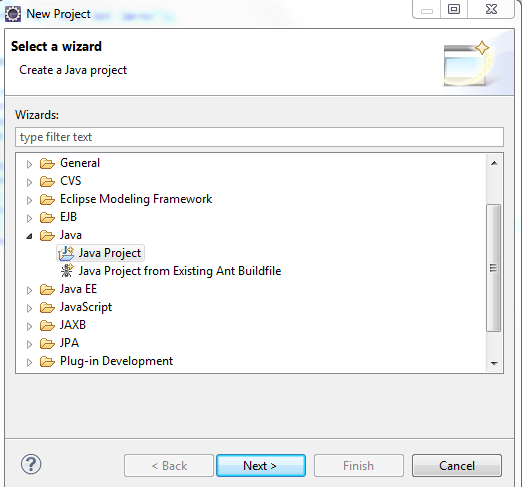 New Project
Select a wizard
Create a Java project
Wizards:
type filter text
General
CVS
Eclipse Modeling Framework
EJB
Java
Java Project
Java Project from Existing Ant Buildfile
Java EE
JavaScript
JAXB
JPA
Plug-in Development
? < Back Next > Finish Cancel